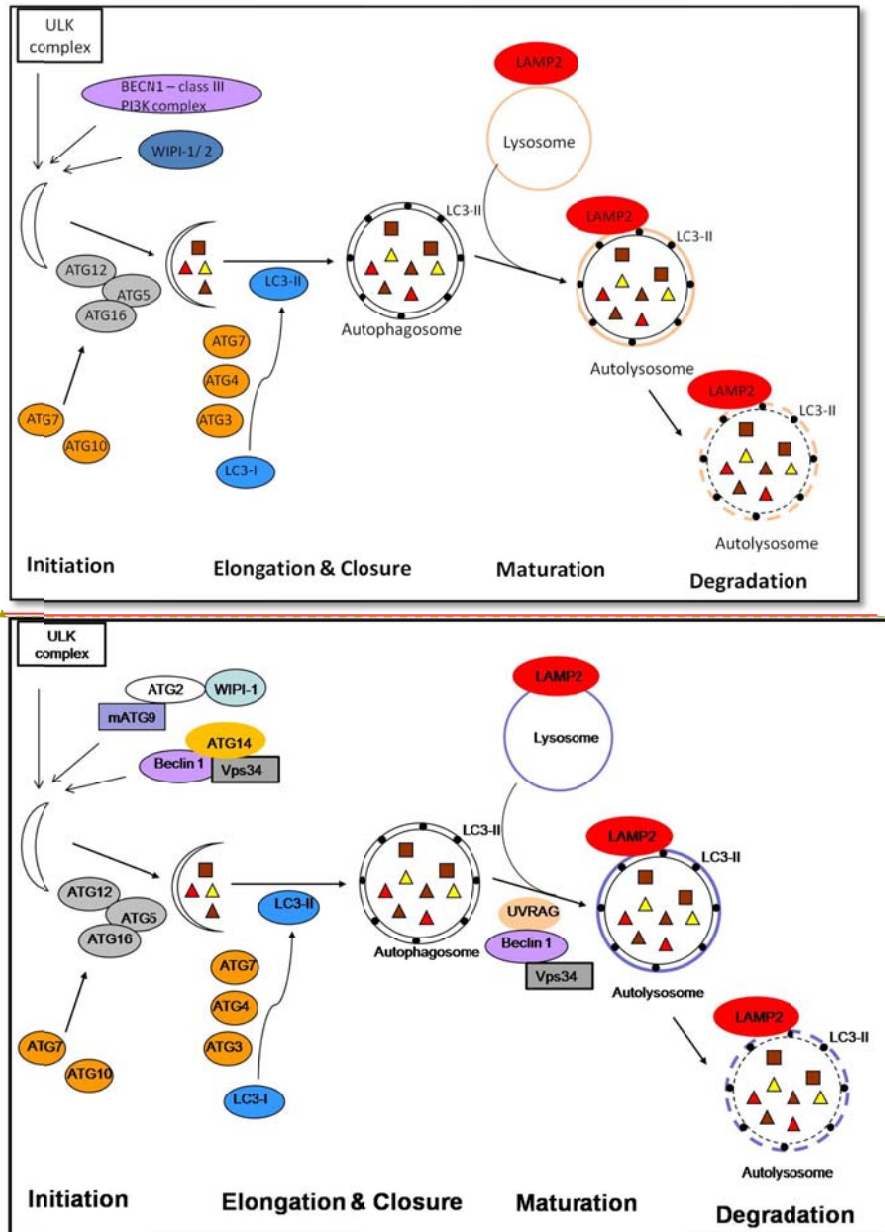 ULK
complex
BECN1 – class III
PI3K complex
WIPI-1/ 2
LAMP2
Lysosome
LC3-II
LAMP2
LC3-II
ATG12
ATG5
ATG16
LC3-II
Autophagosome
ATG7
ATG4
ATG3
Autolysosome
LAMP2
LC3-II
ATG7
ATG10
LC3-I
Autolysosome
Initiation
Elongation & Closure
Maturation
Degradation
ULK
complex
ATG2
WIPI-1
mATG9
ATG14
Beclin 1
Vps34
LAMP2
Lysosome
LC3-II
LAMP2
LC3-II
ATG12
ATG5
ATG16
LC3-II
UVRAG
Beclin 1
Vps34
Autophagosome
ATG7
ATG4
ATG3
Autolysosome
LAMP2
LC3-II
ATG7
ATG10
LC3-I
Autolysosome
Initiation
Elongation & Closure
Maturation
Degradation